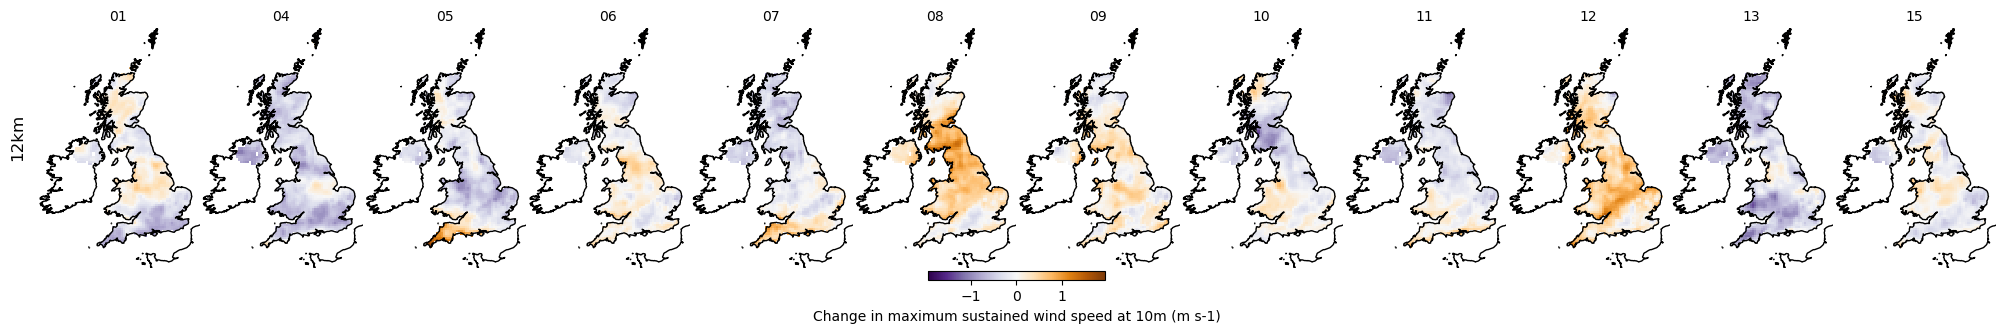 01 04 05 06 07 08 09 10 11 12 13 15
12km
−1 0 1
Change in maximum sustained wind speed at 10m (m s-1)